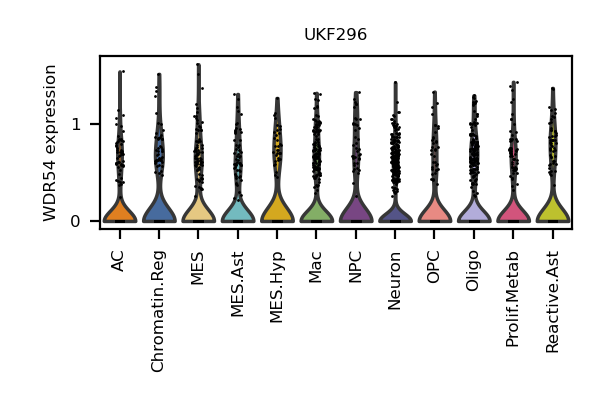 UKF296
WDR54 expression
1
0
AC
Chromatin.Reg
MES
MES.Ast
MES.Hyp
Mac
NPC
Neuron
OPC
Oligo
Prolif.Metab
Reactive.Ast